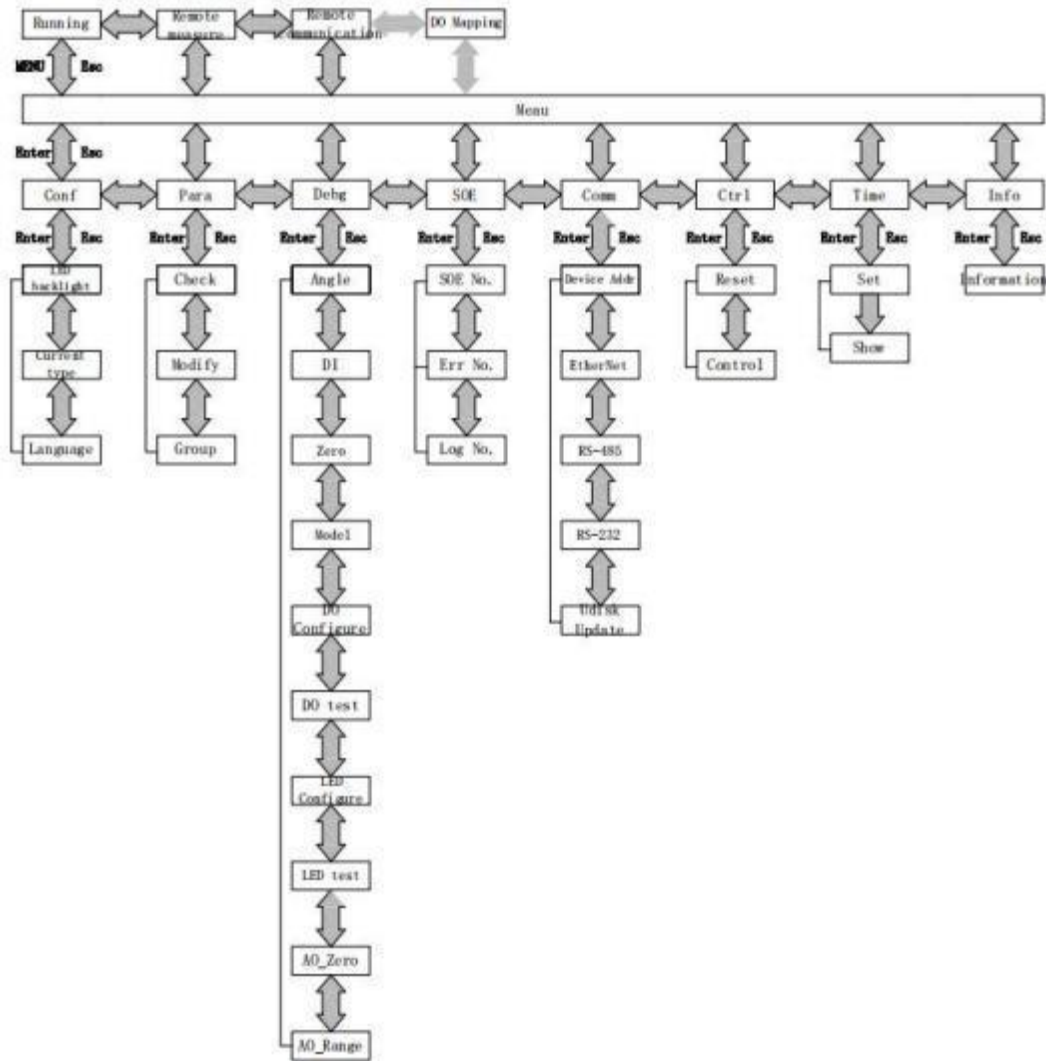 Running
Remote
measure
Remote
communication
DO Mapping
MENU Esc
Menu
Enter Esc
Conf
Para
Debg
SOE
Comm
Ctrl
Time
Info
Enter Esc
Enter Esc
Enter Esc
Enter Esc
Enter Esc
Enter Esc
Enter Esc
Enter Esc
LED
backlight
Check
Angle
SOE No.
Device Addr
Reset
Set
Information
Current
type
Modify
DI
Err No.
EtherNet
Control
Show
Language
Group
Zero
Log No.
RS-485
Model
RS-232
DO
Configure
Udisk
Update
DO test
LED
Configure
LED test
AO_Zero
AO_Range